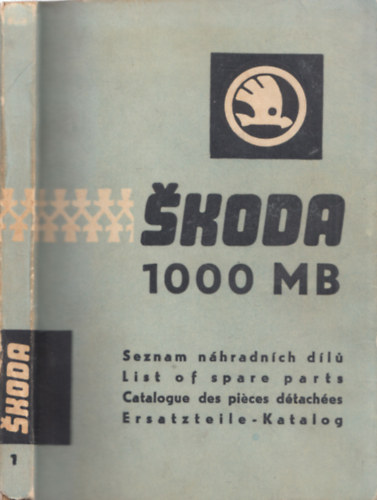 ŠKODA
1000 MB
Seznam náhradních dílů
List of spare parts
Catalogue des pièces détachées
Ersatzteile-Katalog
ŠKODA
1